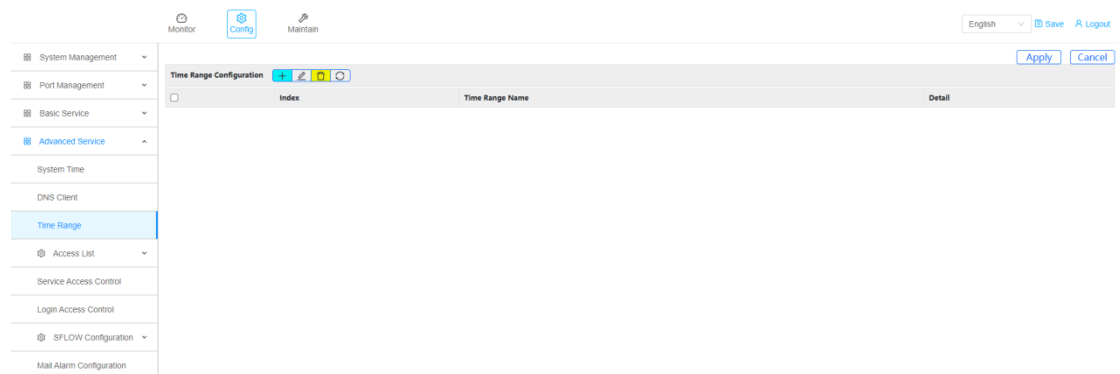 Monitor
Config
Maintain
English
Save
Logout
System Management
Port Management
Basic Service
Advanced Service
System Time
DNS Client
Time Range
Access List
Service Access Control
Login Access Control
SFLOW Configuration
Mail Alarm Configuration
Apply
Cancel
Time Range Configuration
Index
Time Range Name
Detail